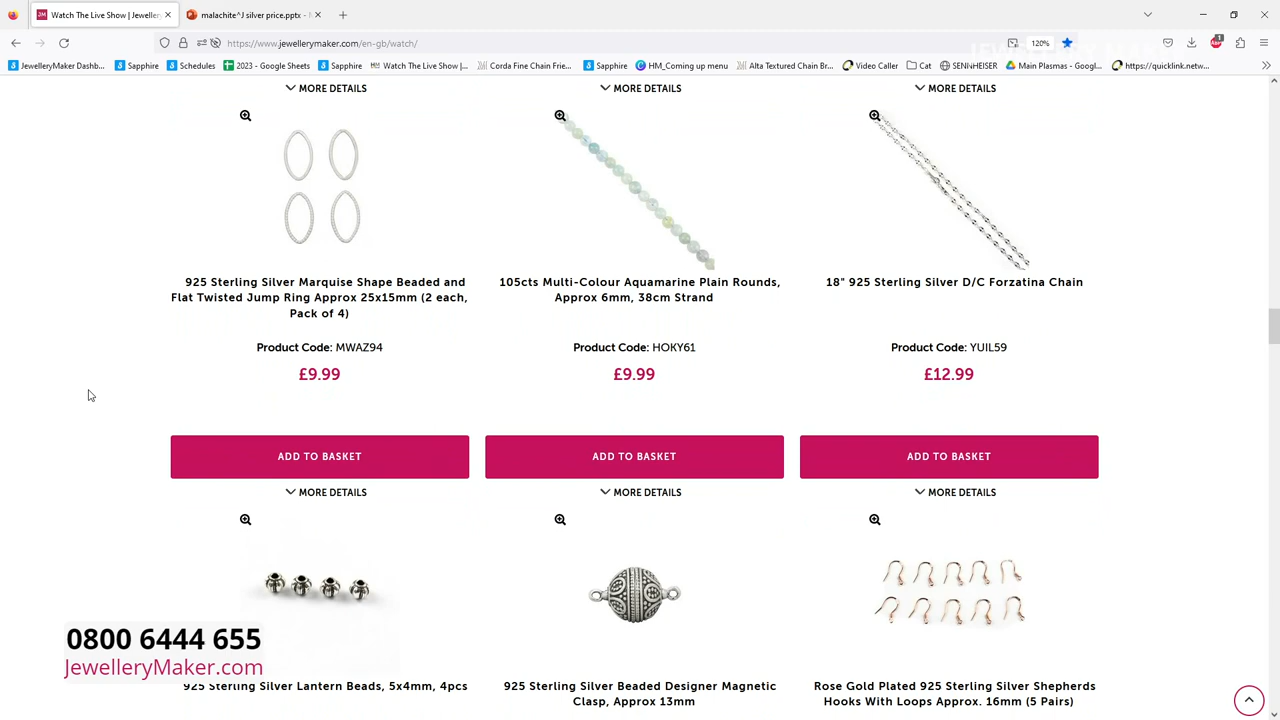 Watch The Live Show | Jeweller
malachite^J silver price.pptx -
https://www.jewellerymaker.com/en-gb/watch/
120%
JewelleryMaker Dashb...
Sapphire
Schedules
2023 - Google Sheets
Sapphire
Watch The Live Show |...
Corda Fine Chain Frie...
Sapphire
HM_Coming up menu
Alta Textured Chain Br...
Video Caller
Cat
SENNHEISER
Main Plasmas - Googl...
https://quicklink.netw...
MORE DETAILS
MORE DETAILS
MORE DETAILS
925 Sterling Silver Marquise Shape Beaded and
Flat Twisted Jump Ring Approx 25x15mm (2 each,
Pack of 4)
Product Code: MWAZ94
£9.99
ADD TO BASKET
MORE DETAILS
105cts Multi-Colour Aquamarine Plain Rounds,
Approx 6mm, 38cm Strand
Product Code: HOKY61
£9.99
ADD TO BASKET
MORE DETAILS
18" 925 Sterling Silver D/C Forzatina Chain
Product Code: YUIL59
£12.99
ADD TO BASKET
MORE DETAILS
925 Sterling Silver Lantern Beads, 5x4mm, 4pcs
925 Sterling Silver Beaded Designer Magnetic
Clasp, Approx 13mm
Rose Gold Plated 925 Sterling Silver Shepherds
Hooks With Loops Approx. 16mm (5 Pairs)
0800 6444 655
JewelleryMaker.com